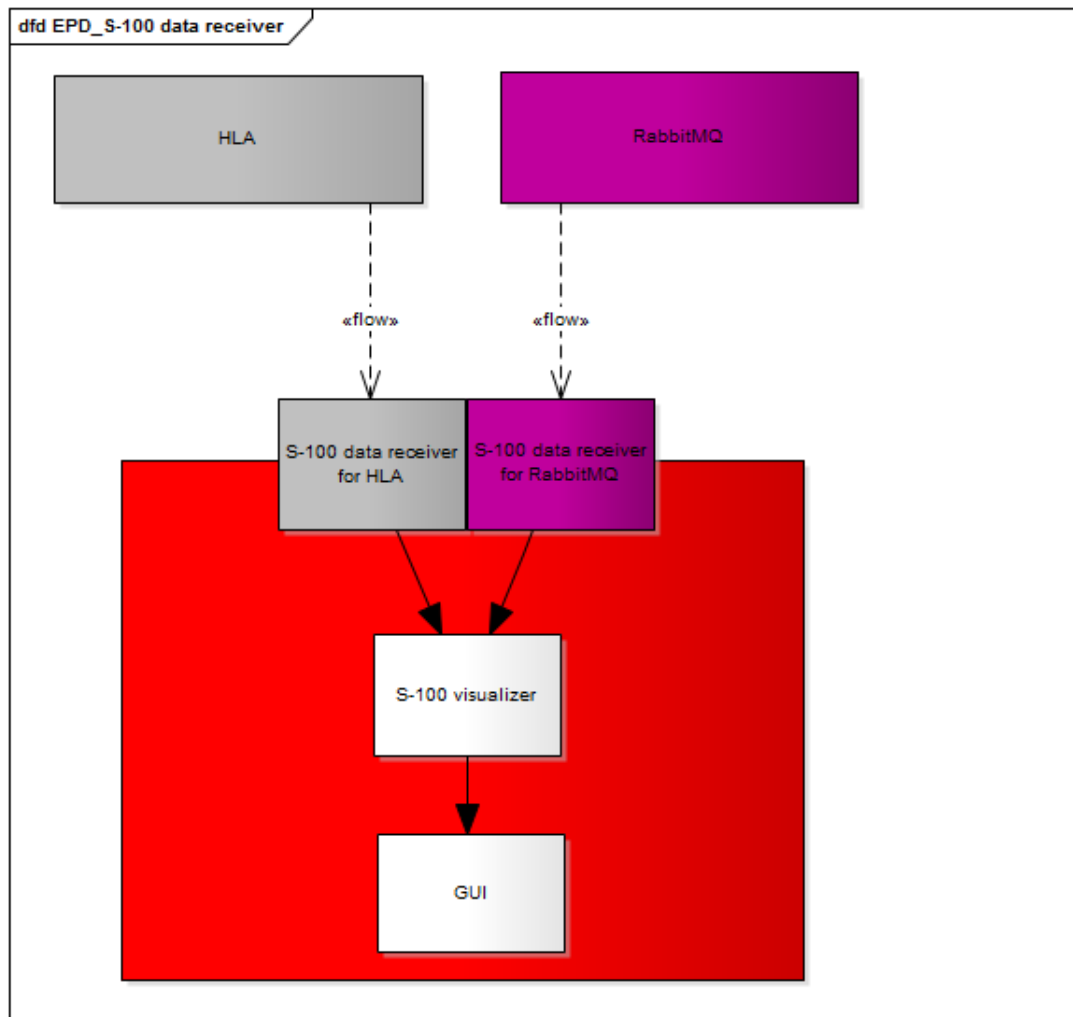 dfd EPD_S-100 data receiver
HLA
RabbitMQ
«flow»
«flow»
S-100 data receiver
for HLA
S-100 data receiver
for RabbitMQ
S-100 visualizer
GUI